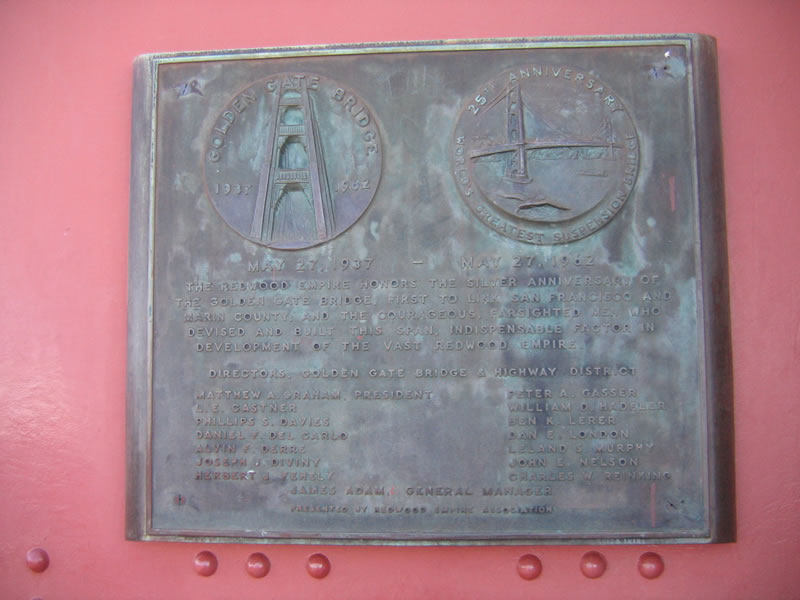 GOLDEN GATE BRIDGE
1937 1962
25TH ANNIVERSARY
WORLD'S GREATEST SUSPENSION BRIDGE
MAY 27, 1937 - MAY 27, 1962
THE REDWOOD EMPIRE HONORS THE SILVER ANNIVERSARY OF
THE GOLDEN GATE BRIDGE, FIRST TO LINK SAN FRANCISCO AND
MARIN COUNTY, AND THE COURAGEOUS, FARSIGHTED MEN, WHO
DEVISED AND BUILT THIS SPAN, INDISPENSABLE FACTOR IN
DEVELOPMENT OF THE VAST REDWOOD EMPIRE.
DIRECTORS, GOLDEN GATE BRIDGE & HIGHWAY DISTRICT
MATTHEW A. GRAHAM, PRESIDENT
C.E. CASTNER
PHILLIPS S. DAVIES
DANIEL F. DEL CARLO
ALVIN F. DERRE
JOSEPH J. DIVINY
HERBERT J.
PETER A. GASSER
WILLIAM D. HADELER
BEN K. LERER
DAN E. LONDON
LELAND S. MURPHY
JOHN E. NELSON
CHARLES W. REINKING
JAMES ADAM, GENERAL MANAGER
PRESENTED BY REDWOOD EMPIRE ASSOCIATION